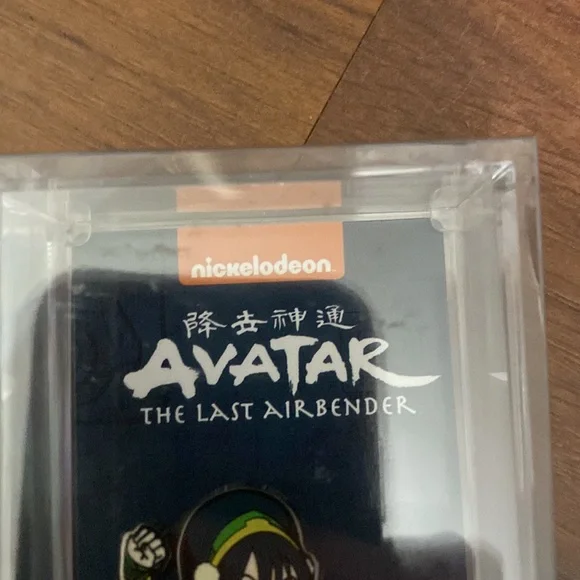 nickelodeon
降去神通
AVATAR
THE LAST AIRBENDER